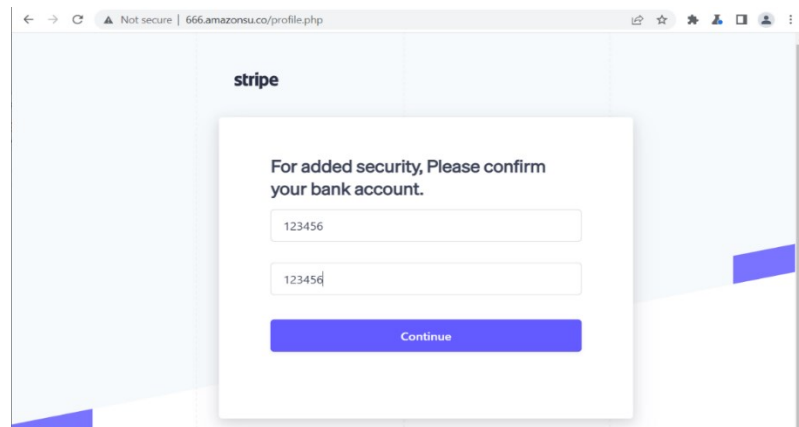 Not secure | 666.amazonsu.co/profile.php
stripe
For added security, Please confirm
your bank account.
123456
123456
Continue